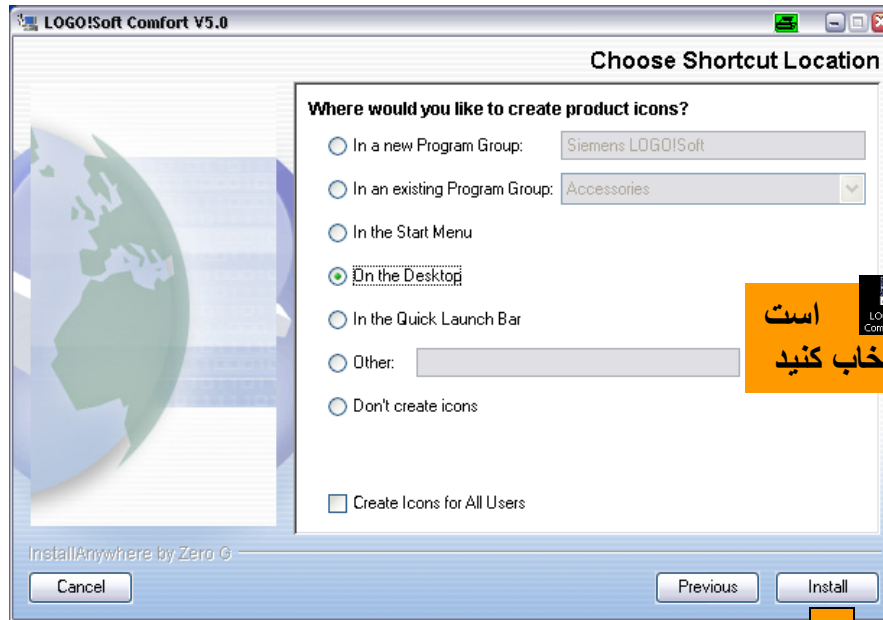 LOGO!Soft Comfort V5.0
Choose Shortcut Location
Where would you like to create product icons?
In a new Program Group: Siemens LOGO!Soft
In an existing Program Group: Accessories
In the Start Menu
On the Desktop
In the Quick Launch Bar
است
کنید
Other:
Don't create icons
Create Icons for All Users
InstallAnywhere by Zero G
Cancel Previous Install